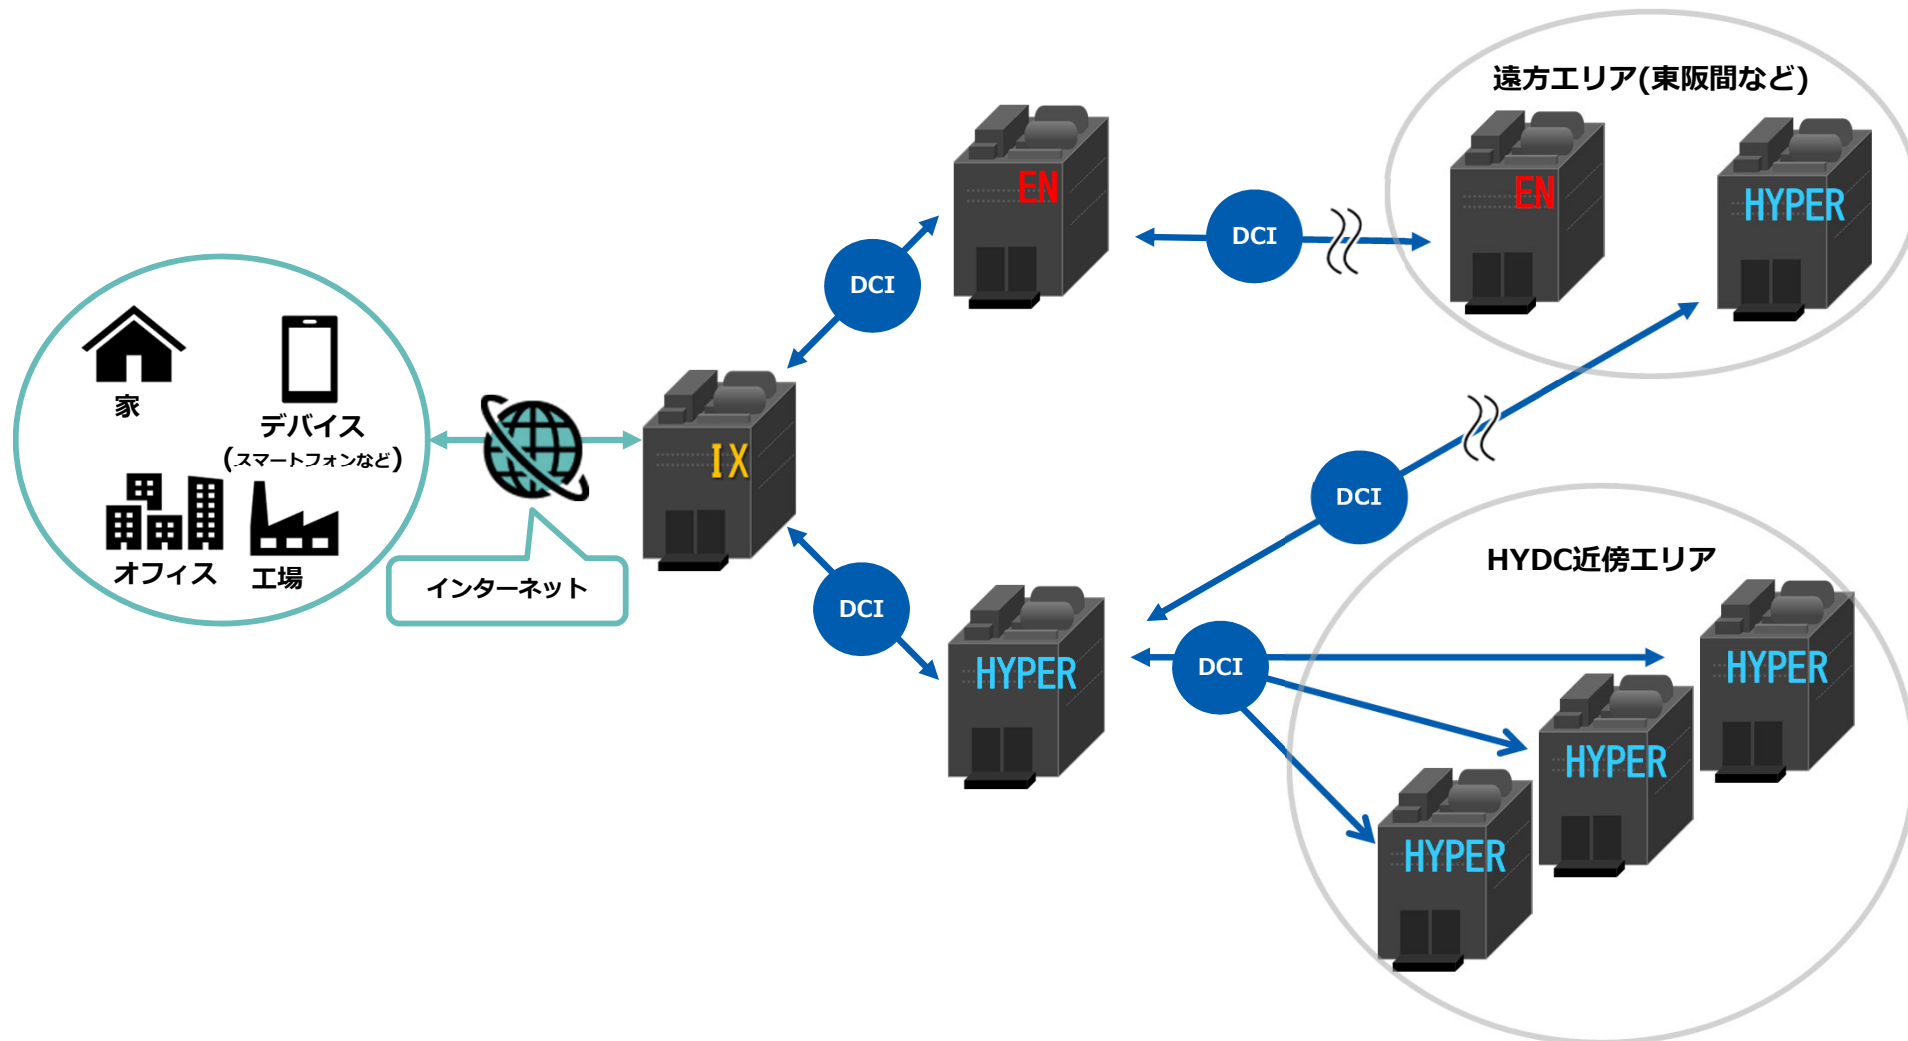 遠方エリア(東阪間など)
EN
EN
HYPER
DCI
DCI
家
デバイス
(スマートフォンなど)
オフィス
工場
インターネット
IX
DCI
HYPER
DCI
DCI
HYDC近傍エリア
HYPER
HYPER
HYPER